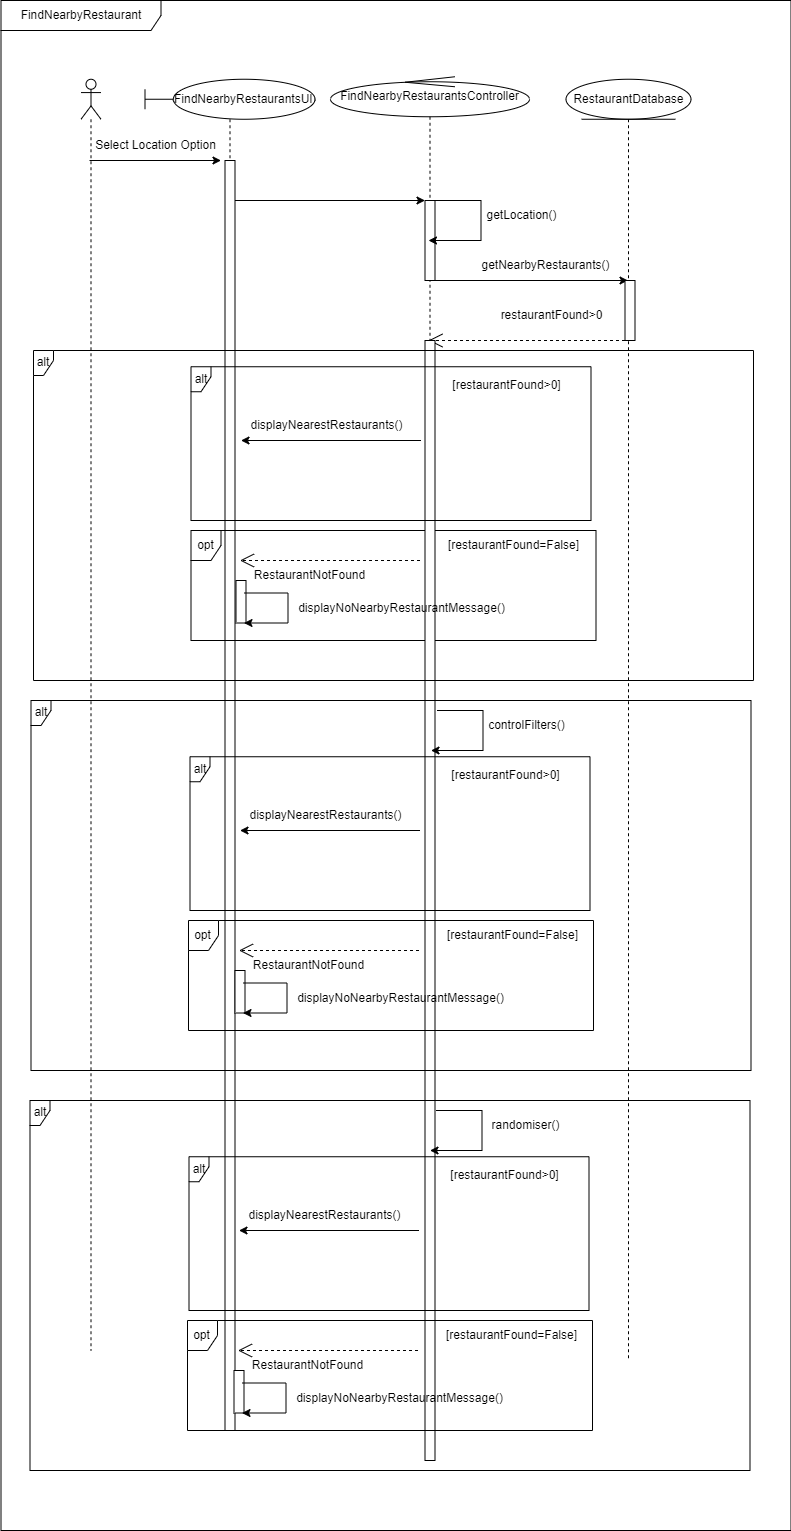 FindNearbyRestaurant
FindNearbyRestaurantsUI
FindNearbyRestaurantsController
RestaurantDatabase
Select Location Option
getLocation()
getNearbyRestaurants()
restaurantFound>0
alt
alt
[restaurantFound>0]
displayNearestRestaurants()
opt
[restaurantFound=False]
RestaurantNotFound
displayNoNearbyRestaurantMessage()
alt
controlFilters()
alt
[restaurantFound>0]
displayNearestRestaurants()
opt
[restaurantFound=False]
RestaurantNotFound
displayNoNearbyRestaurantMessage()
alt
randomiser()
alt
[restaurantFound>0]
displayNearestRestaurants()
opt
[restaurantFound=False]
RestaurantNotFound
displayNoNearbyRestaurantMessage()